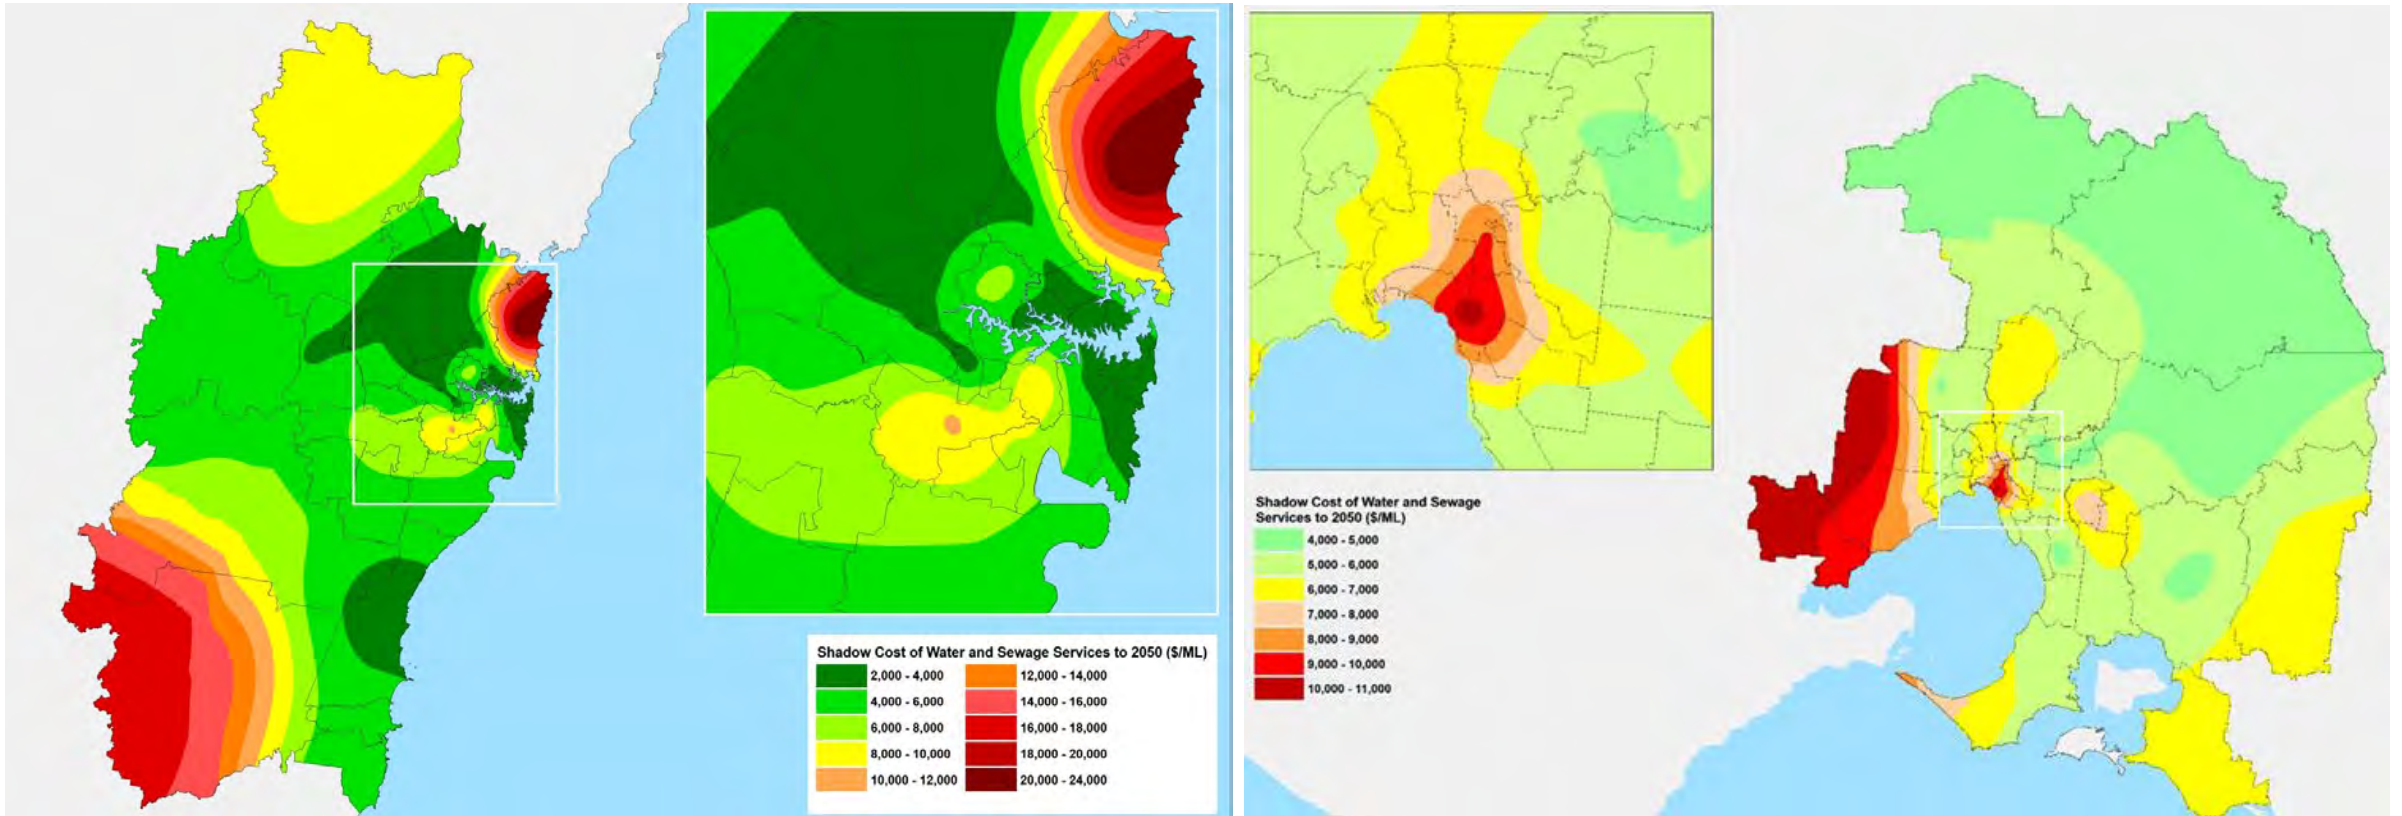 Shadow Cost of Water and Sewage Services to 2050 ($/ML)
2,000 - 4,000
4,000 - 6,000
6,000 - 8,000
8,000 - 10,000
10,000 - 12,000
12,000 - 14,000
14,000 - 16,000
16,000 - 18,000
18,000 - 20,000
20,000 - 24,000
Shadow Cost of Water and Sewage
Services to 2050 ($/ML)
4,000 - 5,000
5,000 - 6,000
6,000 - 7,000
7,000 - 8,000
8,000 - 9,000
9,000 - 10,000
10,000 - 11,000